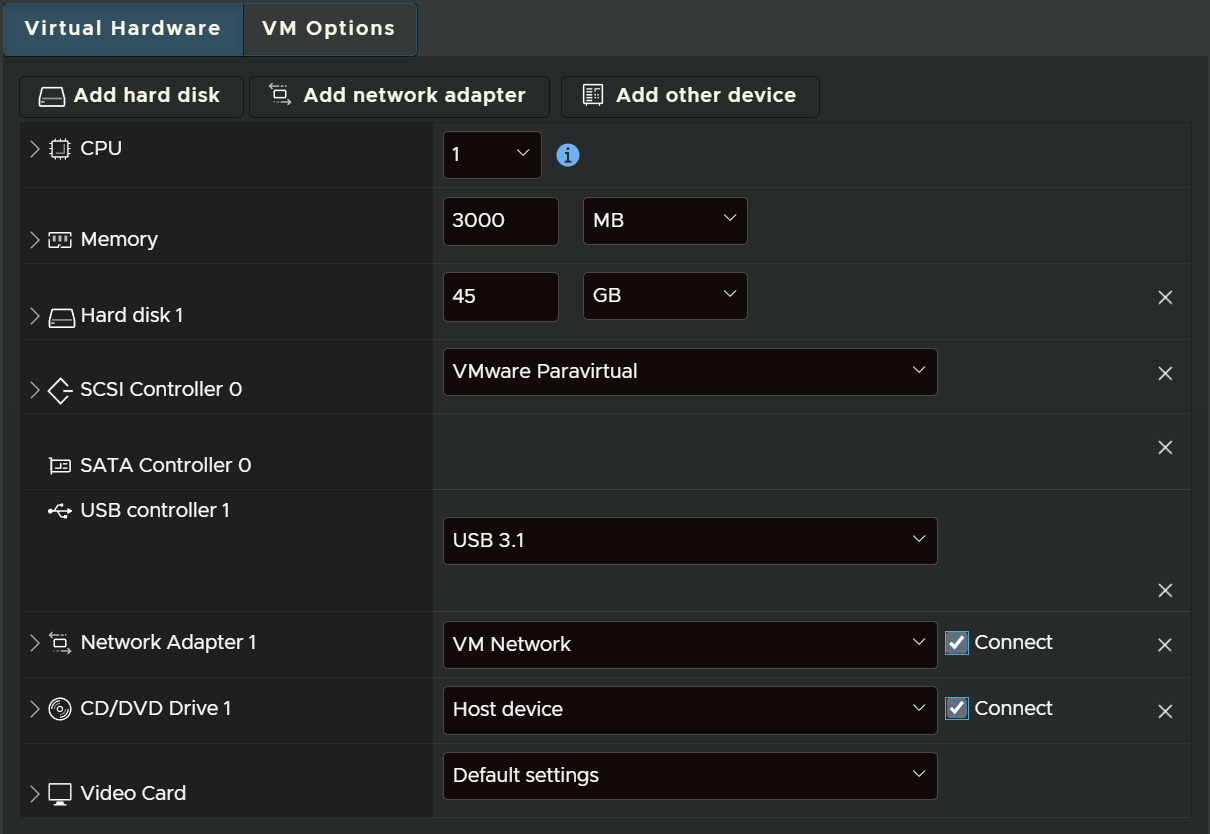 Virtual Hardware VM Options
Add hard disk Add network adapter Add other device
CPU 1
Memory 3000 MB
Hard disk 1 45 GB
SCSI Controller 0 VMware Paravirtual
SATA Controller 0
USB controller 1
USB 3.1
Network Adapter 1 VM Network Connect
CD/DVD Drive 1 Host device Connect
Video Card Default settings